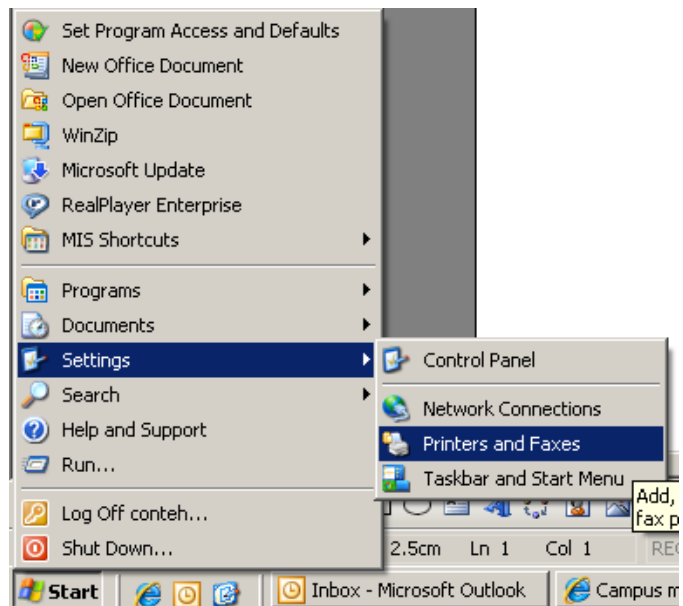 Set Program Access and Defaults
New Office Document
Open Office Document
WinZip
Microsoft Update
RealPlayer Enterprise
MIS Shortcuts
Programs
Documents
Settings
Search
Help and Support
Run...
Log Off conteh...
Shut Down...
Control Panel
Network Connections
Printers and Faxes
Taskbar and Start Menu
Add,
fax p
2.5cm Ln 1 Col 1 REC
Start Inbox - Microsoft Outlook Campus m